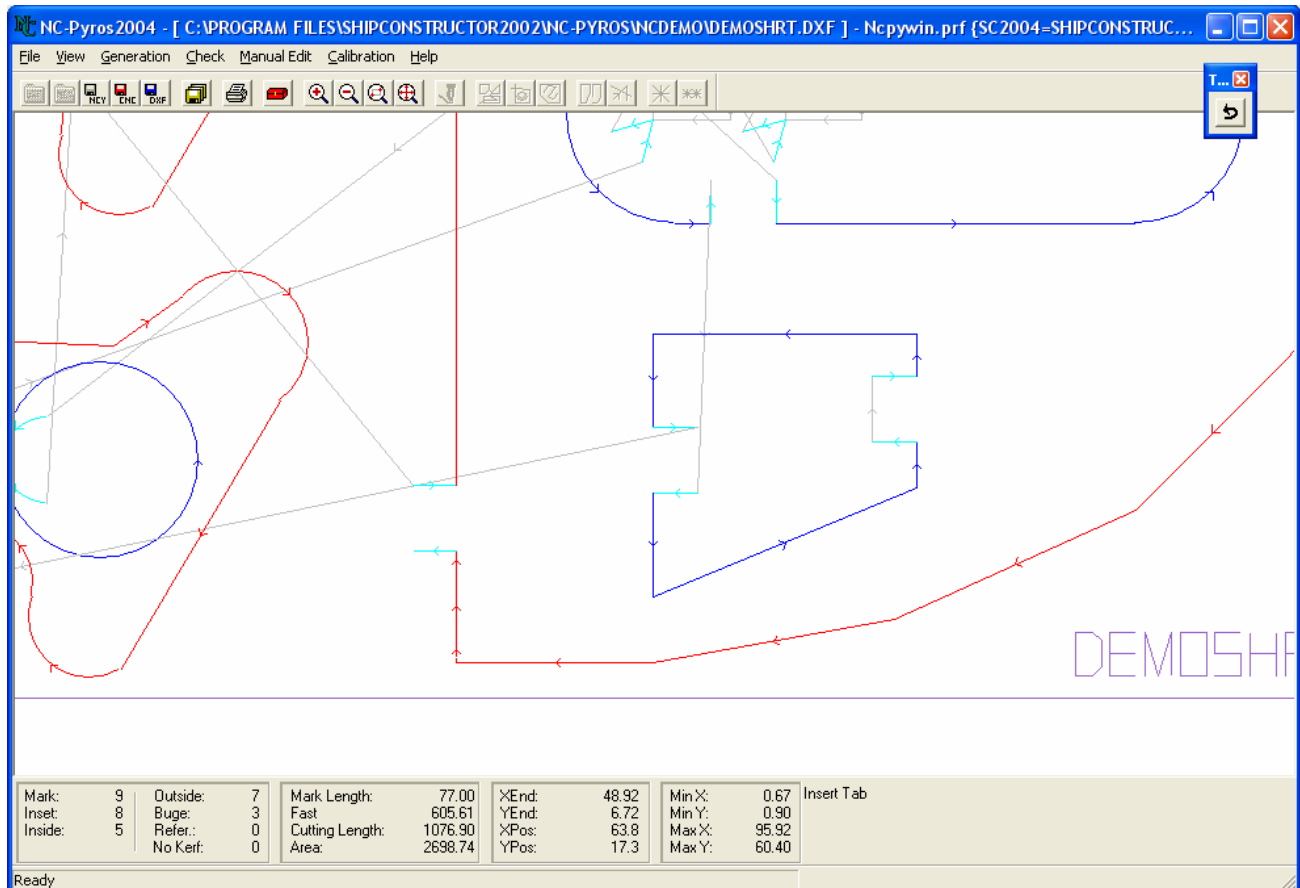 NC-Pyros2004 - [ C:\PROGRAM FILES\SHIPCONSTRUCTOR2002\NC-PYROS\NCDEMO\DEMOSHRT.DXF ] - Ncpywin.prf {SC2004=SHIPCONSTRUC...
File View Generation Check Manual Edit Calibration Help
NCY CNC DXF
T...
DEMOSHR
Mark: 9 Outside: 7 Mark Length: 77.00 XEnd: 48.92 Min X: 0.67 Insert Tab
Inset: 8 Buge: 3 Fast 605.61 YEnd: 6.72 Min Y: 0.90
Inside: 5 Refer.: 0 Cutting Length: 1076.90 XPos: 63.8 Max X: 95.92
No Kerf: 0 Area: 2698.74 YPos: 17.3 Max Y: 60.40
Ready